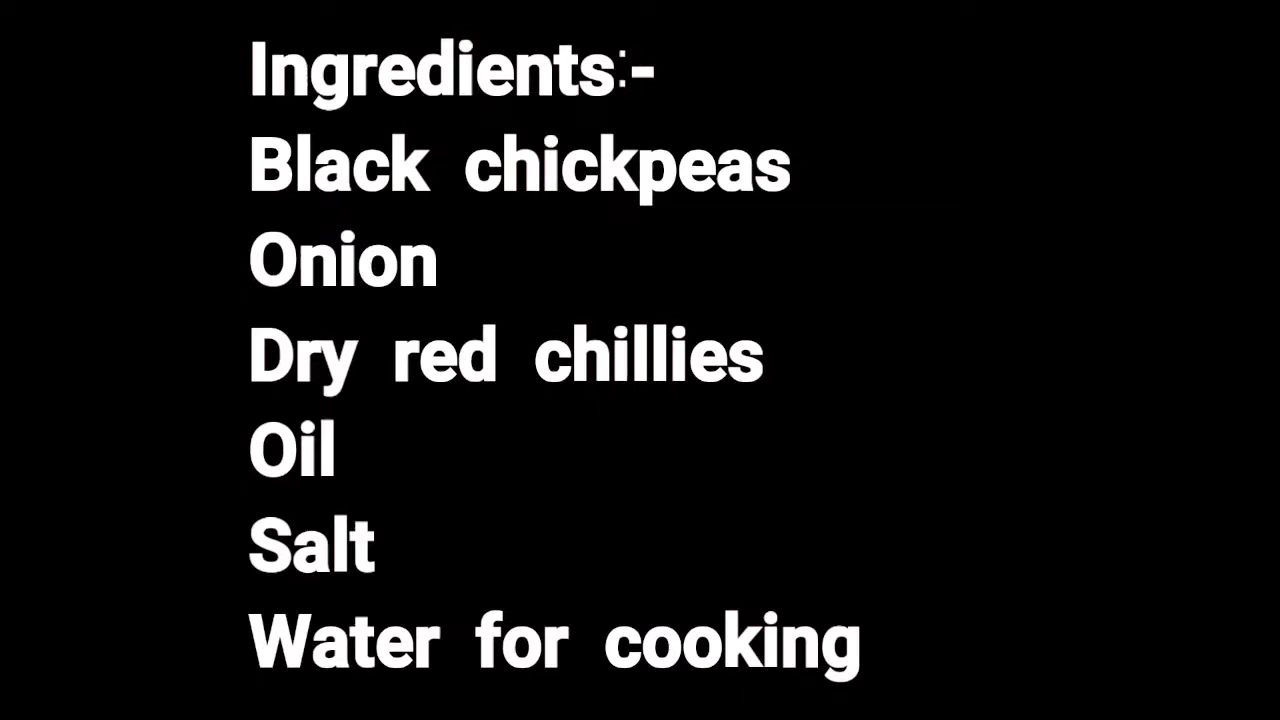 Ingredients:-
Black chickpeas
Onion
Dry red chillies
Oil
Salt
Water for cooking